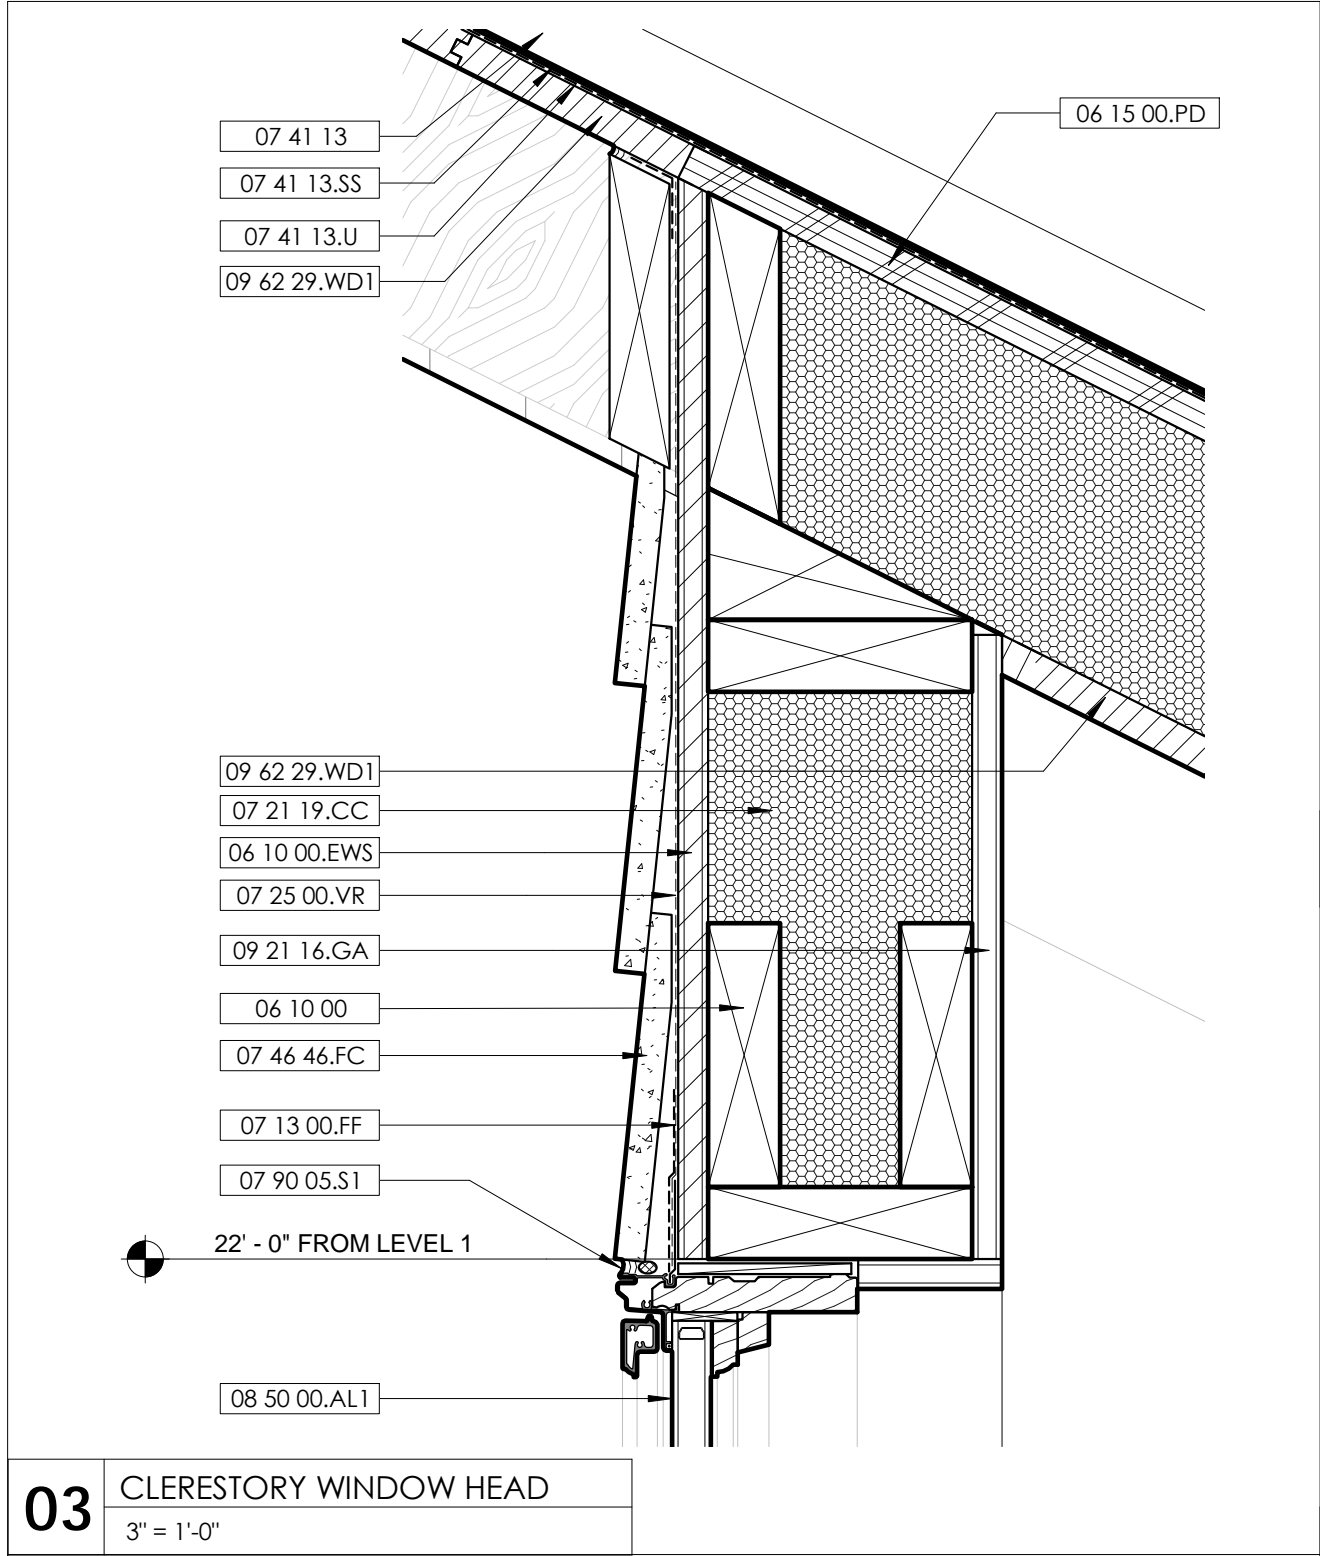 06 15 00.PD
07 41 13
07 41 13.SS
07 41 13.U
09 62 29.WD1
09 62 29.WD1
07 21 19.CC
06 10 00.EWS
07 25 00.VR
09 21 16.GA
06 10 00
07 46 46.FC
07 13 00.FF
07 90 05.S1
22' - 0" FROM LEVEL 1
08 50 00.AL1
03
CLERESTORY WINDOW HEAD
3" = 1'-0"